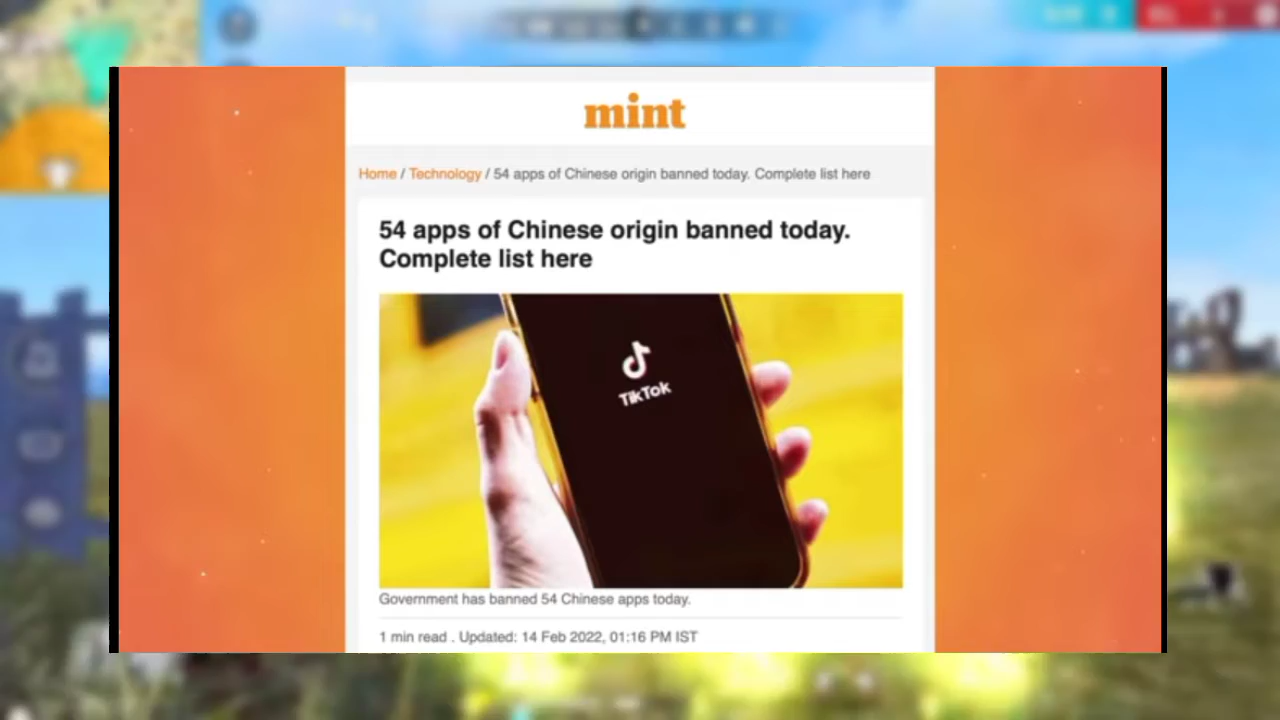 mint
Home / Technology / 54 apps of Chinese origin banned today. Complete list here
54 apps of Chinese origin banned today.
Complete list here
TikTok
Government has banned 54 Chinese apps today.
1 min read . Updated: 14 Feb 2022, 01:16 PM IST